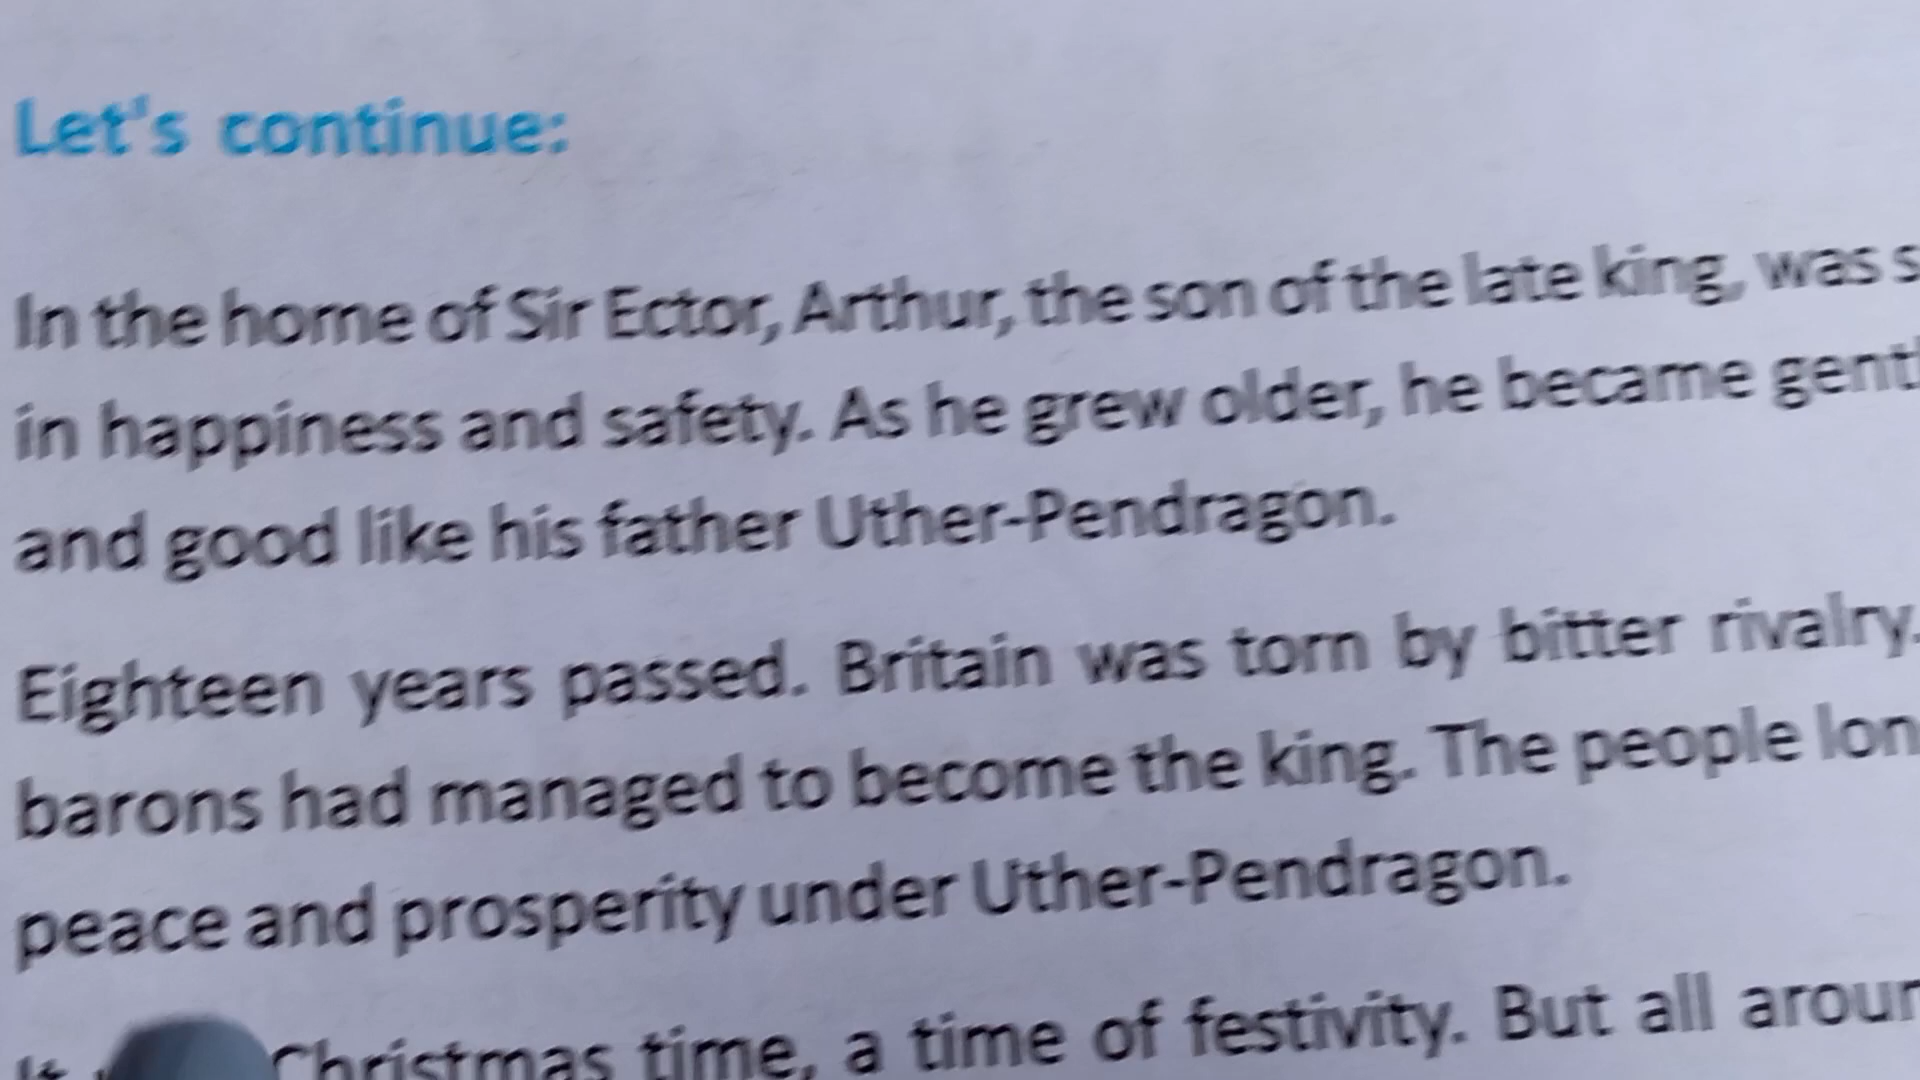 Let's continue:
In the home of Sir Ector, Arthur, the son of the late king, was
in happiness and safety. As he grew older, he became
and good like his father Uther-Pendragon.
Eighteen years passed. Britain was torn by bitter rivalry.
barons had managed to become the king. The people
peace and prosperity under Uther-Pendragon.
It Christmas time, a time of festivity. But all